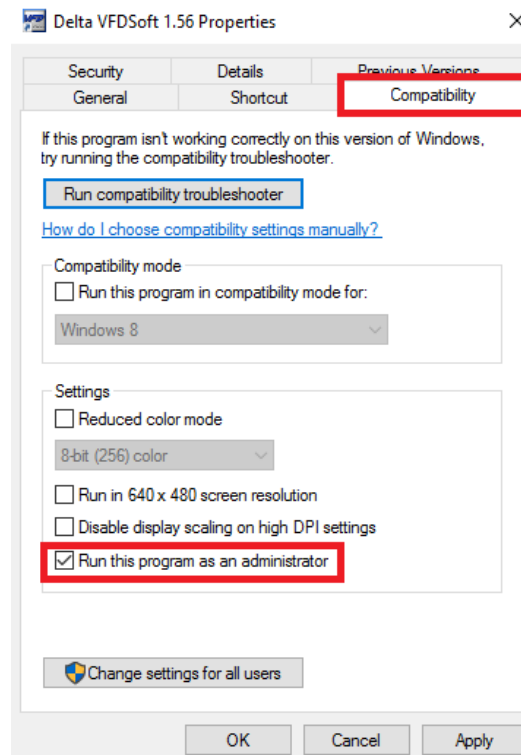 Delta VFDSoft 1.56 Properties
Security Details Previous Versions
General Shortcut Compatibility
If this program isn't working correctly on this version of Windows,
try running the compatibility troubleshooter.
Run compatibility troubleshooter
How do I choose compatibility settings manually?
Compatibility mode
Run this program in compatibility mode for:
Windows 8
Settings
Reduced color mode
8-bit (256) color
Run in 640 x 480 screen resolution
Disable display scaling on high DPI settings
Run this program as an administrator
Change settings for all users
OK Cancel Apply